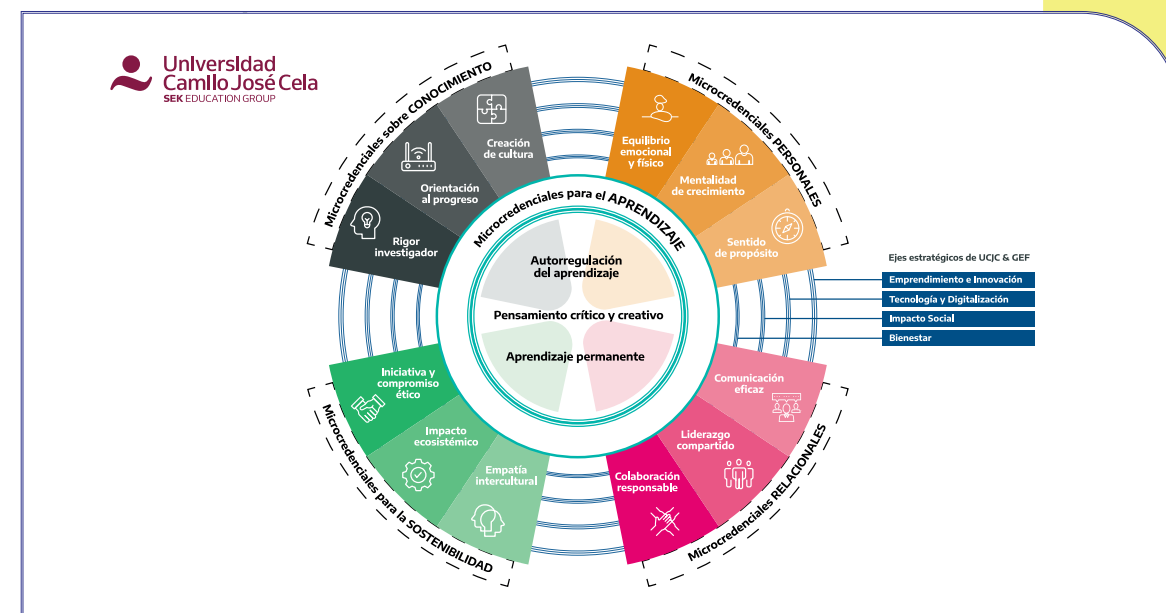 Universidad
Camilo José Cela
SEK EDUCATION GROUP
Microcredenciales sobre CONOCIMIENTO
Creación
de cultura
Orientación
al progreso
Rigor
investigador
Microcredenciales PERSONALES
Equilibrio
emocional
y físico
Mentalidad
de crecimiento
Sentido
de propósito
Microcredenciales para el APRENDIZAJE
Autorregulación
del aprendizaje
Pensamiento crítico y creativo
Aprendizaje permanente
Ejes estratégicos de UCJC & GEF
Emprendimiento e Innovación
Tecnología y Digitalización
Impacto Social
Bienestar
Iniciativa y
compromiso
ético
Impacto
ecosistémico
Empatía
intercultural
Microcredenciales para la SOSTENIBILIDAD
Comunicación
eficaz
Liderazgo
compartido
Colaboración
responsable
Microcredenciales RELACIONALES